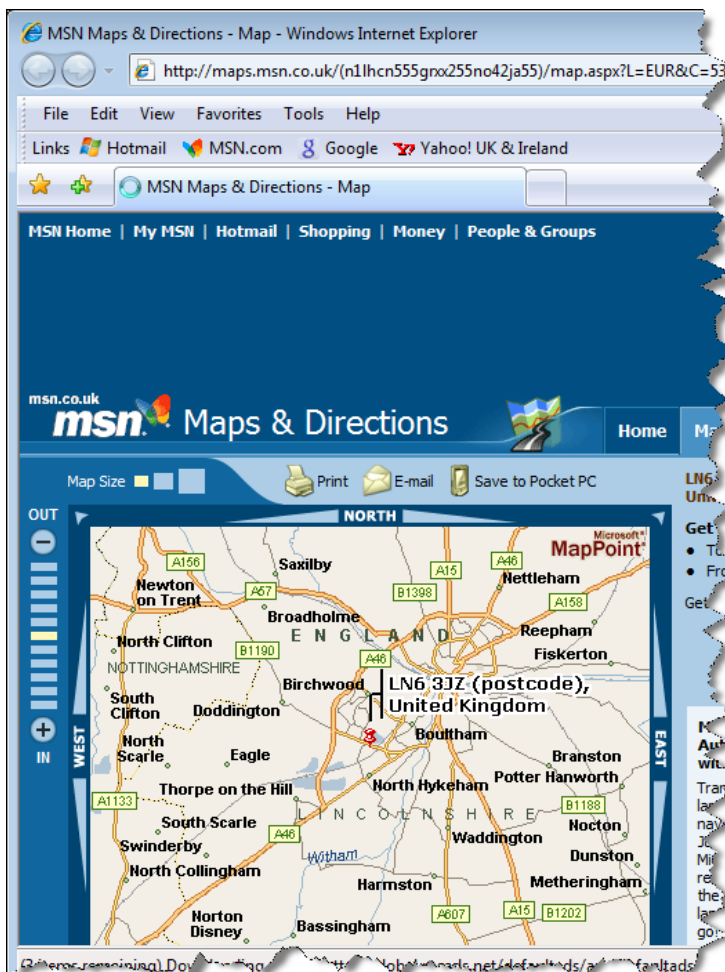 MSN Maps & Directions - Map - Windows Internet Explorer
http://maps.msn.co.uk/(n1lhcn555grxx255no42ja55)/map.aspx?L=EUR&C=53
File Edit View Favorites Tools Help
Links Hotmail MSN.com Google Yahoo! UK & Ireland
MSN Maps & Directions - Map
MSN Home | My MSN | Hotmail | Shopping | Money | People & Groups
msn.co.uk
msn Maps & Directions
Home
Map Size Print E-mail Save to Pocket PC
LN6
OUT
NORTH
Get
Microsoft®
MapPoint®
A156
Saxilby
A15
A46
Nettleham
Newton
on Trent
A57
B1398
A158
Broadholme
Reepham
ENGLAND
North Clifton
B1190
A46
Fiskerton
NOTTINGHAMSHIRE
Birchwood
LN6 3JZ (postcode),
United Kingdom
South
Clifton
Doddington
Boultham
IN
WEST
EAST
North
Scarle
Eagle
Branston
Potter Hanworth
Thorpe on the Hill
North Hykeham
A1133
LINCOLNSHIRE
B1188
South Scarle
A46
Nocton
Waddington
Swinderby
Witham
Dunston
North Collingham
Harmston
Metheringham
Norton
Disney
A607
A15
B1202
Bassingham